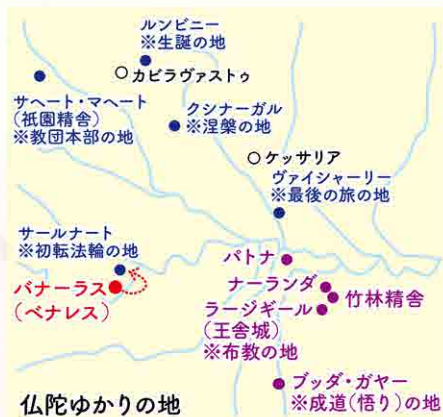 ルンビニー
※生誕の地
カピラヴァストゥ
サヘート・マヘート
(祇園精舎)
※教団本部の地
クシナーガル
※涅槃の地
ケッサリア
ヴァイシャーリー
※最後の旅の地
サールナート
※初転法輪の地
パトナ
バナーラス
(ベナレス)
ナーランダ
竹林精舎
ラージギール
(王舎城)
※布教の地
ブッダ・ガヤー
※成道(悟り)の地
仏陀ゆかりの地